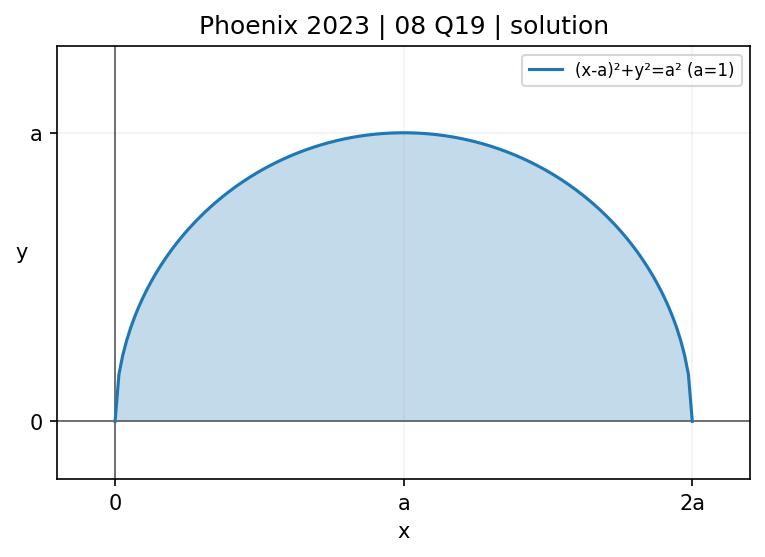 Phoenix 2023 | 08 Q19 | solution
(x-a)²+y²=a² (a=1)
a
y
0
0 a 2a
x